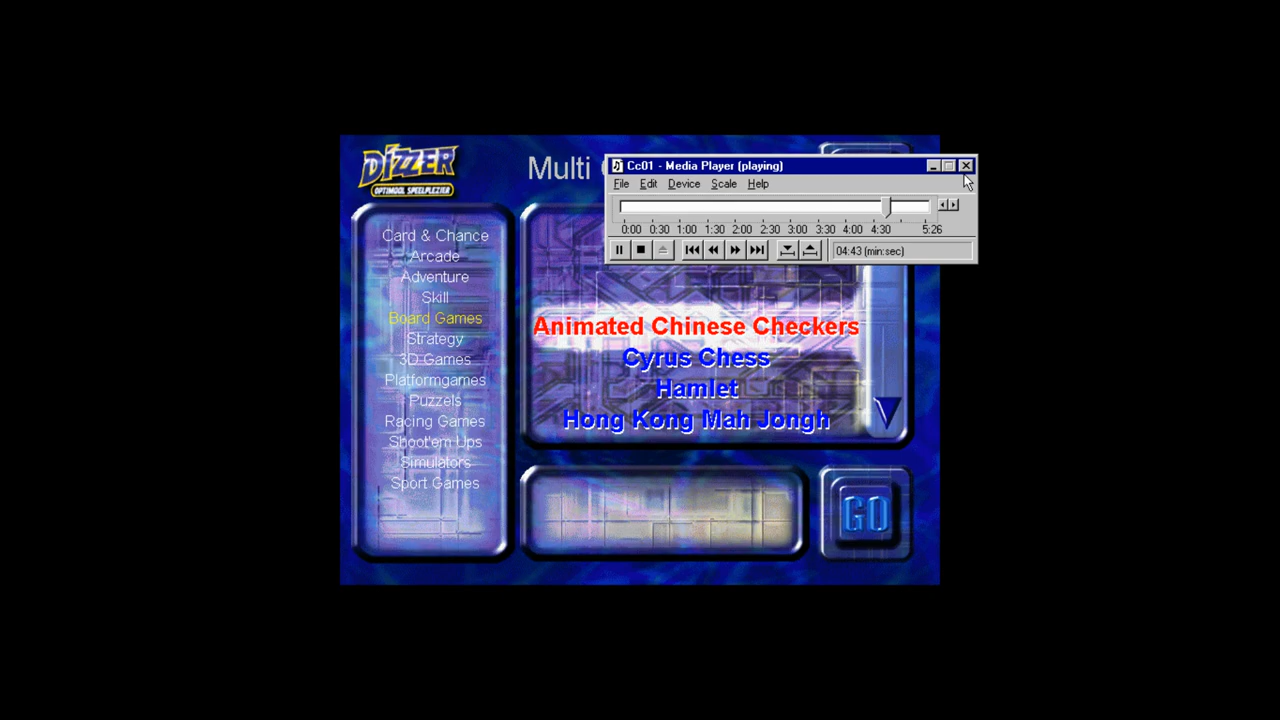 DIZZER
OPTIMAAL SPEELPLEZIER
Multi
Cc01 - Media Player (playing)
File Edit Device Scale Help
0:00 0:30 1:00 1:30 2:00 2:30 3:00 3:30 4:00 4:30 5:26
04:43 (min:sec)
Card & Chance
Arcade
Adventure
Skill
Board Games
Strategy
3D Games
Platformgames
Puzzels
Racing Games
Shoot'em Ups
Simulators
Sport Games
Animated Chinese Checkers
Cyrus Chess
Hamlet
Hong Kong Mah Jongh
GO